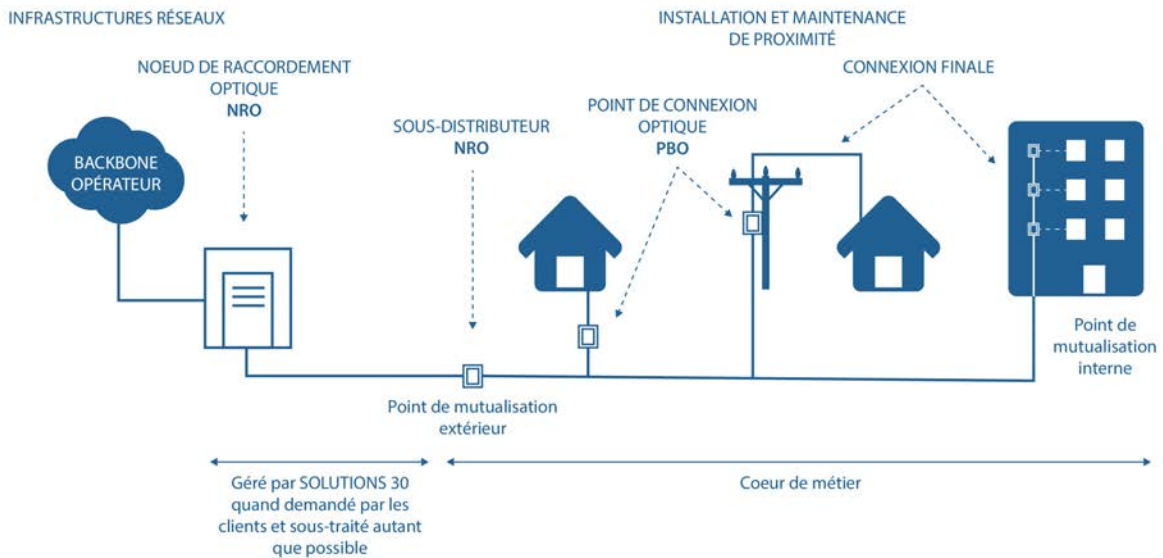 INFRASTRUCTURES RÉSEAUX
INSTALLATION ET MAINTENANCE
DE PROXIMITÉ
NOEUD DE RACCORDEMENT
OPTIQUE
NRO
CONNEXION FINALE
POINT DE CONNEXION
OPTIQUE
PBO
SOUS-DISTRIBUTEUR
NRO
BACKBONE
OPÉRATEUR
Point de
mutualisation
interne
Point de mutualisation
extérieur
Géré par SOLUTIONS 30
quand demandé par les
clients et sous-traité autant
que possible
Coeur de métier